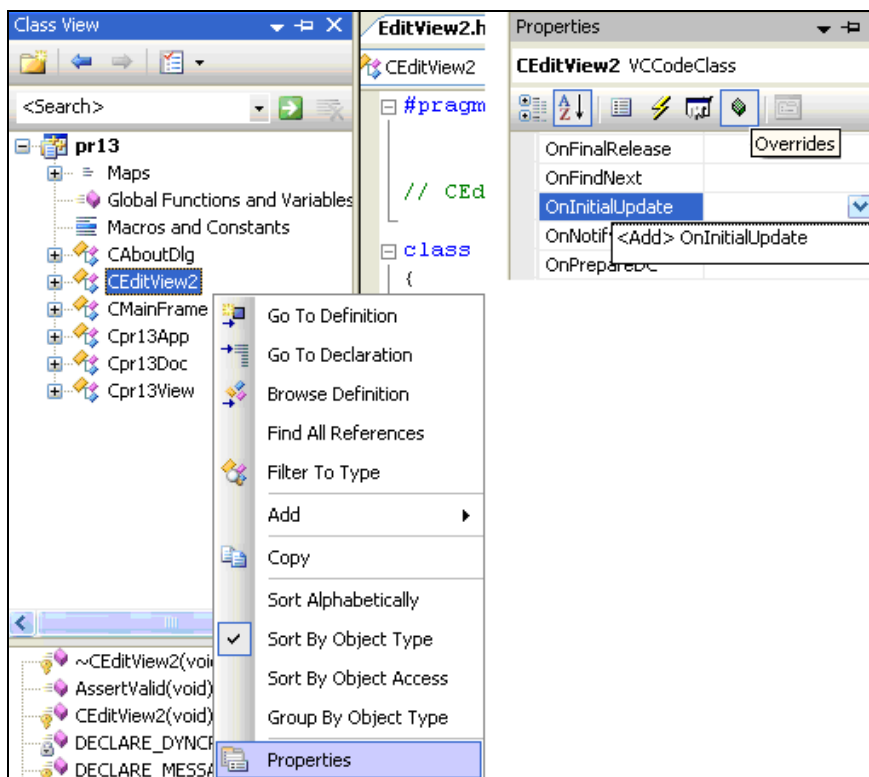 Class View
<Search>
pr13
Maps
Global Functions and Variables
Macros and Constants
CAboutDlg
CEditView2
CMainFrame
Cpr13App
Cpr13Doc
Cpr13View
Go To Definition
Go To Declaration
Browse Definition
Find All References
Filter To Type
Add
Copy
Sort Alphabetically
Sort By Object Type
Sort By Object Access
Group By Object Type
Properties
~CEditView2(voi
AssertValid(void)
CEditView2(void)
DECLARE_DYNCR
DECLARE_MESSA
EditView2.h
CEditView2
#pragm
// CEd
class
{
Properties
CEditView2 VCCodeClass
Overrides
OnFinalRelease
OnFindNext
OnInitialUpdate
OnNotif
<Add> OnInitialUpdate
OnPrepareDC